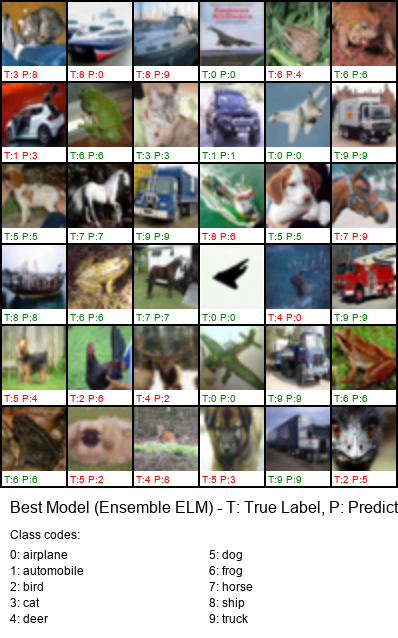 T:3 P:8 T:8 P:0 T:8 P:9 T:0 P:0 T:6 P:4 T:6 P:6
T:1 P:3 T:6 P:6 T:3 P:3 T:1 P:1 T:0 P:0 T:9 P:9
T:5 P:5 T:7 P:7 T:9 P:9 T:8 P:6 T:5 P:5 T:7 P:9
T:8 P:8 T:6 P:6 T:7 P:7 T:0 P:0 T:4 P:0 T:9 P:9
T:5 P:4 T:2 P:6 T:4 P:2 T:0 P:0 T:9 P:9 T:6 P:6
T:6 P:6 T:5 P:2 T:4 P:8 T:5 P:3 T:9 P:9 T:2 P:5
Best Model (Ensemble ELM) - T: True Label, P: Predict
Class codes:
0: airplane
1: automobile
2: bird
3: cat
4: deer
5: dog
6: frog
7: horse
8: ship
9: truck